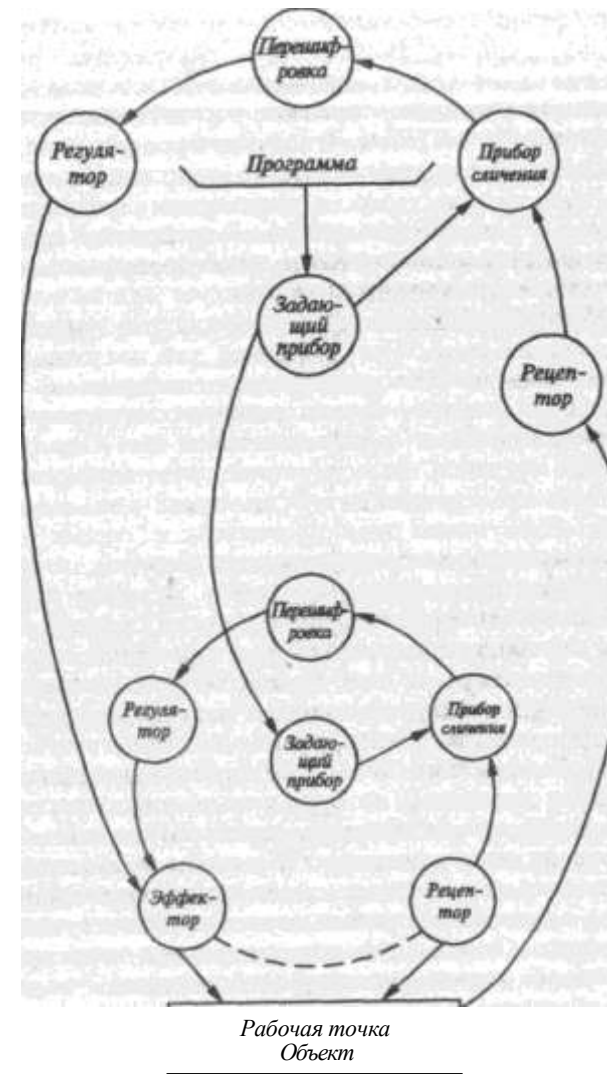 Перешиф-
ровка
Регуля-
тор
Программа
Прибор
сличения
Задаю-
щий
прибор
Рецеп-
тор
Перешиф-
ровка
Регуля-
тор
Прибор
сличения
Задаю-
щий
прибор
Эффек-
тор
Рецеп-
тор
Рабочая точка
Объект